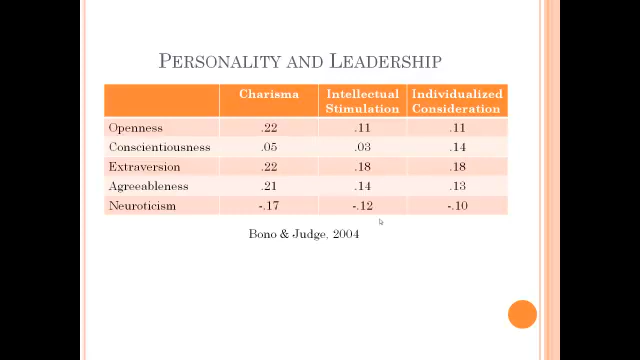 PERSONALITY AND LEADERSHIP
Charisma Intellectual Stimulation Individualized Consideration
Openness .22 .11 .11
Conscientiousness .05 .03 .14
Extraversion .22 .18 .18
Agreeableness .21 .14 .13
Neuroticism -.17 -.12 -.10
Bono & Judge, 2004